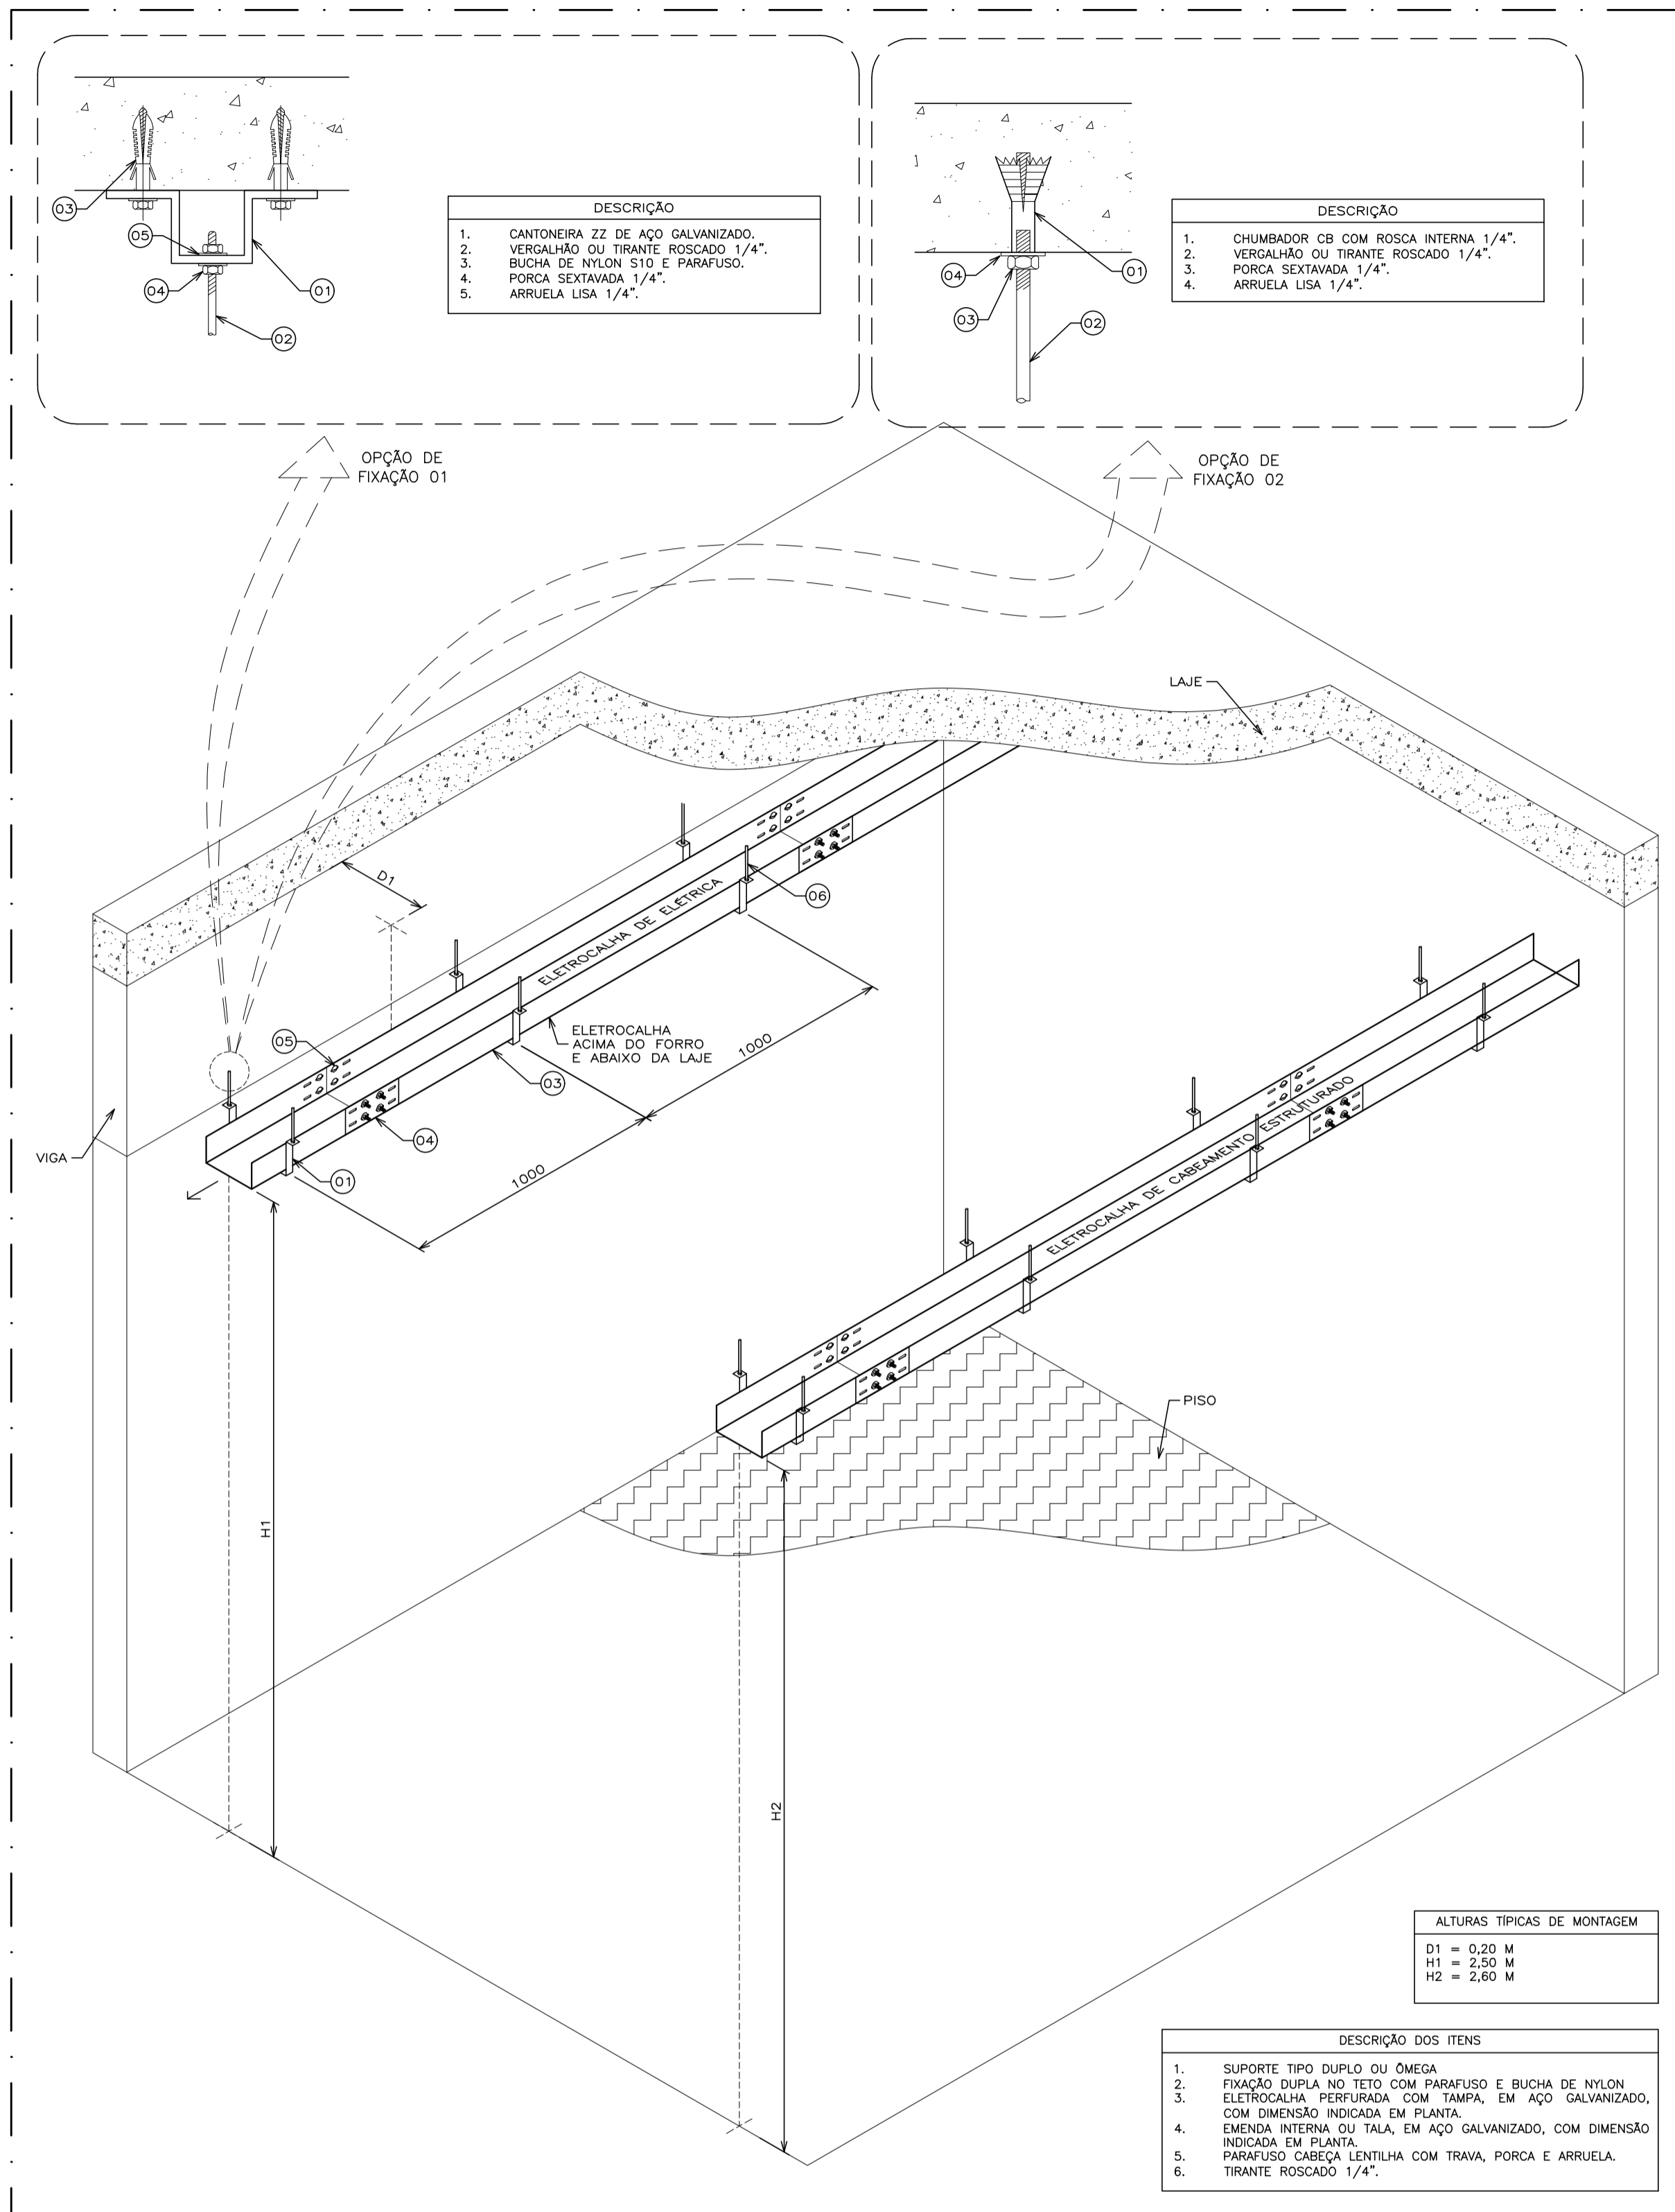 DESCRIÇÃO
1. CANTONEIRA ZZ DE AÇO GALVANIZADO.
2. VERGALHÃO OU TIRANTE ROSCADO 1/4".
3. BUCHA DE NYLON S10 E PARAFUSO.
4. PORCA SEXTAVADA 1/4".
5. ARRUELA LISA 1/4".
03
05
04
01
02
DESCRIÇÃO
1. CHUMBADOR CB COM ROSCA INTERNA 1/4".
2. VERGALHÃO OU TIRANTE ROSCADO 1/4".
3. PORCA SEXTAVADA 1/4".
4. ARRUELA LISA 1/4".
04
01
03
02
OPÇÃO DE
FIXAÇÃO 01
OPÇÃO DE
FIXAÇÃO 02
LAJE
D1
06
ELETROCALHA DE ELÉTRICA
ELETROCALHA
ACIMA DO FORRO
E ABAIXO DA LAJE
1000
05
03
04
VIGA
01
1000
ELETROCALHA DE CABEAMENTO ESTRUTURADO
PISO
H1
H2
ALTURAS TÍPICAS DE MONTAGEM
D1 = 0,20 M
H1 = 2,50 M
H2 = 2,60 M
DESCRIÇÃO DOS ITENS
1. SUPORTE TIPO DUPLO OU ÔMEGA
2. FIXAÇÃO DUPLA NO TETO COM PARAFUSO E BUCHA DE NYLON
3. ELETROCALHA PERFURADA COM TAMPA, EM AÇO GALVANIZADO,
COM DIMENSÃO INDICADA EM PLANTA.
4. EMENDA INTERNA OU TALA, EM AÇO GALVANIZADO, COM DIMENSÃO
INDICADA EM PLANTA.
5. PARAFUSO CABEÇA LENTILHA COM TRAVA, PORCA E ARRUELA.
6. TIRANTE ROSCADO 1/4".